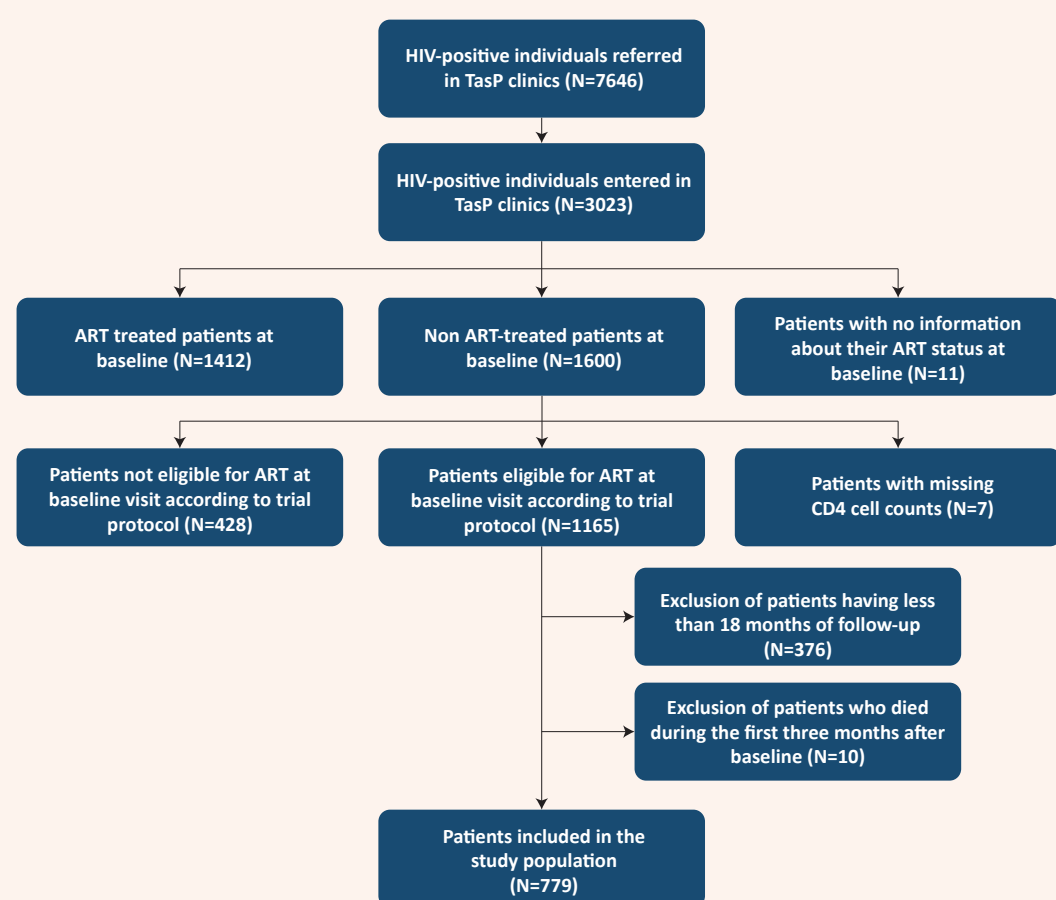 HIV-positive individuals referred
in TasP clinics (N=7646)
HIV-positive individuals entered in
TasP clinics (N=3023)
ART treated patients at
baseline (N=1412)
Non ART-treated patients at
baseline (N=1600)
Patients with no information
about their ART status at
baseline (N=11)
Patients not eligible for ART at
baseline visit according to trial
protocol (N=428)
Patients eligible for ART at
baseline visit according to trial
protocol (N=1165)
Patients with missing
CD4 cell counts (N=7)
Exclusion of patients having less
than 18 months of follow-up
(N=376)
Exclusion of patients who died
during the first three months after
baseline (N=10)
Patients included in the
study population
(N=779)